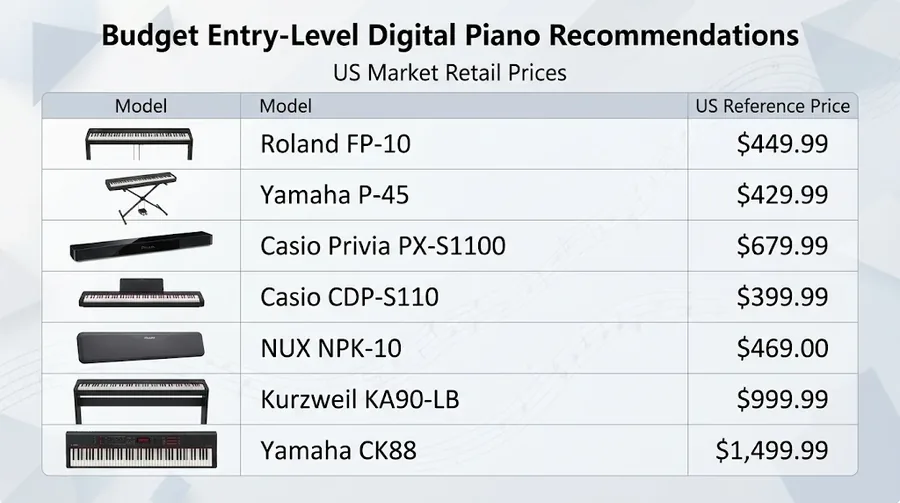 Budget Entry-Level Digital Piano Recommendations
US Market Retail Prices
Model Model US Reference Price
Roland FP-10 $449.99
Yamaha P-45 $429.99
Casio Privia PX-S1100 $679.99
Casio CDP-S110 $399.99
NUX NPK-10 $469.00
Kurzweil KA90-LB $999.99
Yamaha CK88 $1,499.99